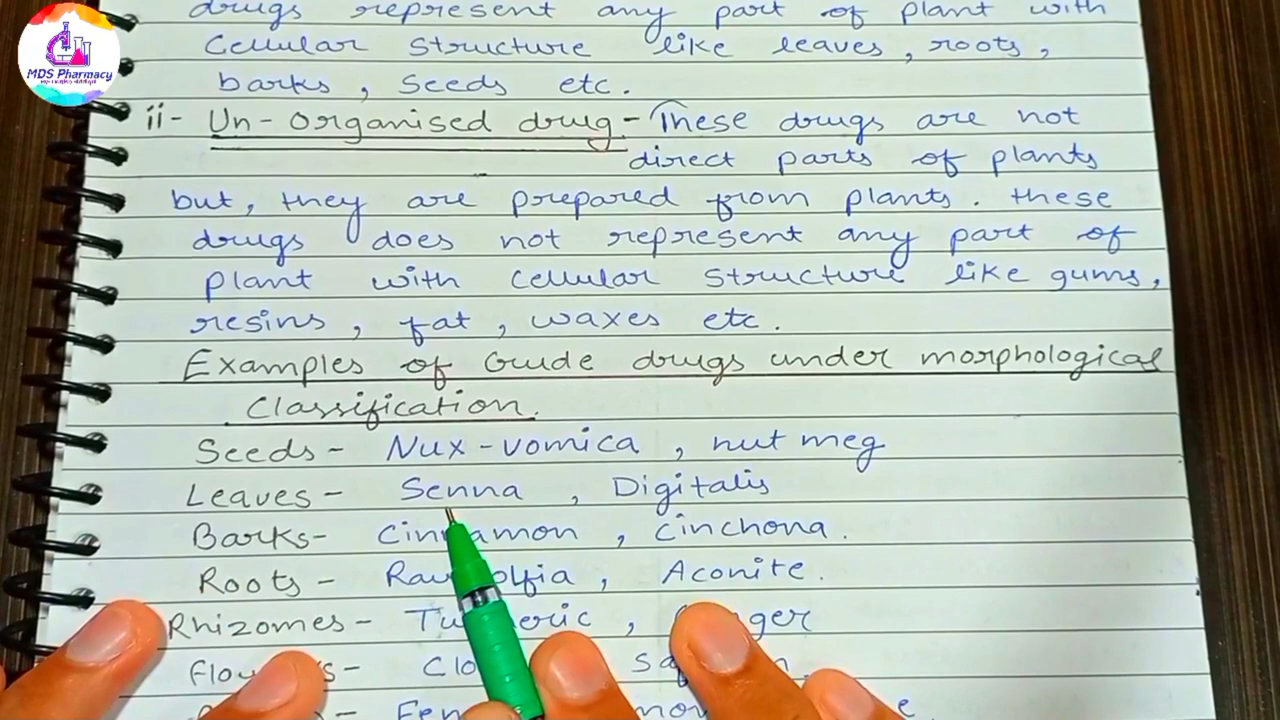 drugs represent any part of plant with
MDS Pharmacy
Cellular structure like leaves, roots,
barks, seeds etc.
ii- Un-organised drug- These drugs are not
direct parts of plants
but, they are prepared from plants. these
drugs does not represent any part of
plant with cellular structure like gums,
resins, fat, waxes etc.
Examples of Crude drugs under morphological
Classification.
Seeds- Nux-vomica, nut meg
Leaves- Senna, Digitalis
Barks- Cinnamon, Cinchona.
Roots- Aconite.
Rhizomes-